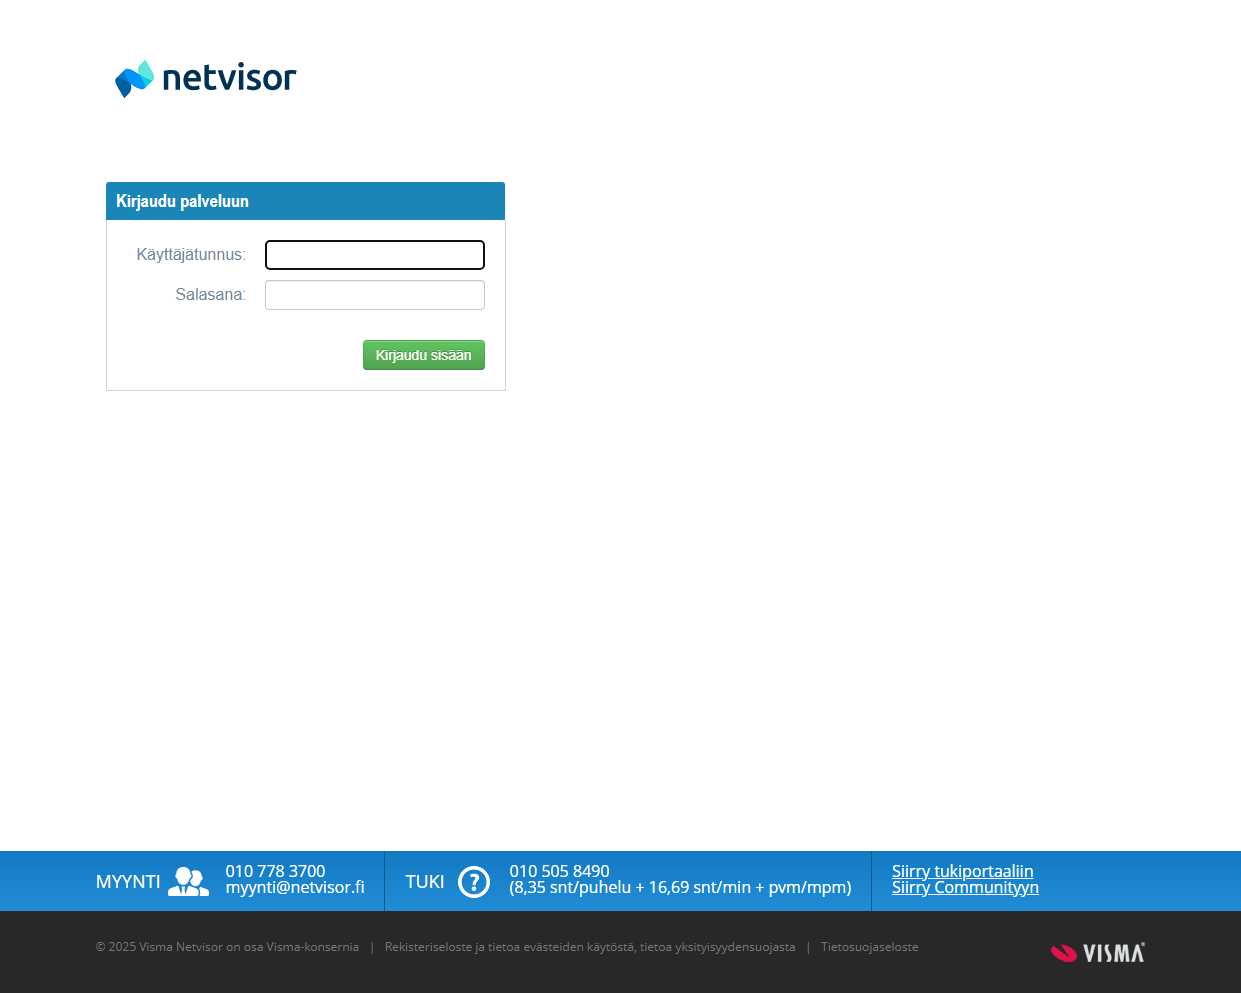 netvisor
Kirjaudu palveluun
Käyttäjätunnus:
Salasana:
Kirjaudu sisään
MYYNTI
010 778 3700
myynti@netvisor.fi
TUKI
?
010 505 8490
(8,35 snt/puhelu + 16,69 snt/min + pvm/mpm)
Siirry tukiportaaliin
Siirry Communityyn
© 2025 Visma Netvisor on osa Visma-konsernia | Rekisteriseloste ja tietoa evästeiden käytöstä, tietoa yksityisyydensuojasta | Tietosuojaseloste
VISMA